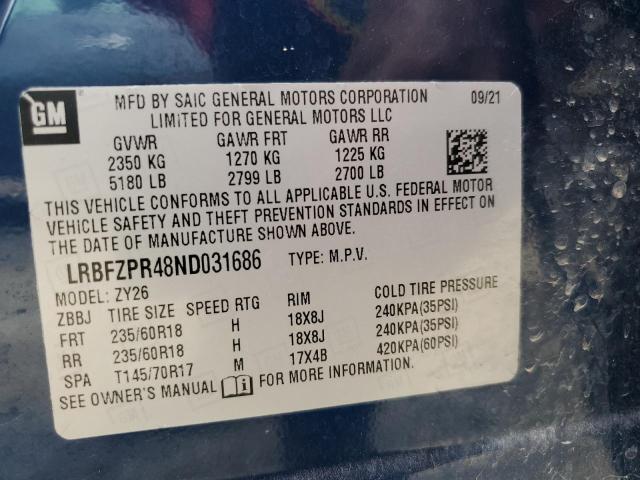 GM
MFD BY SAIC GENERAL MOTORS CORPORATION 09/21
LIMITED FOR GENERAL MOTORS LLC
GVWR GAWR FRT GAWR RR
2350 KG 1270 KG 1225 KG
5180 LB 2799 LB 2700 LB
THIS VEHICLE CONFORMS TO ALL APPLICABLE U.S. FEDERAL MOTOR
VEHICLE SAFETY AND THEFT PREVENTION STANDARDS IN EFFECT ON
THE DATE OF MANUFACTURE SHOWN ABOVE.
LRBFZPR48ND031686 TYPE: M.P.V.
MODEL: ZY26
ZBBJ TIRE SIZE SPEED RTG RIM COLD TIRE PRESSURE
FRT 235/60R18 H 18X8J 240KPA(35PSI)
RR 235/60R18 H 18X8J 240KPA(35PSI)
SPA T145/70R17 M 17X4B 420KPA(60PSI)
SEE OWNER'S MANUAL FOR MORE INFORMATION.